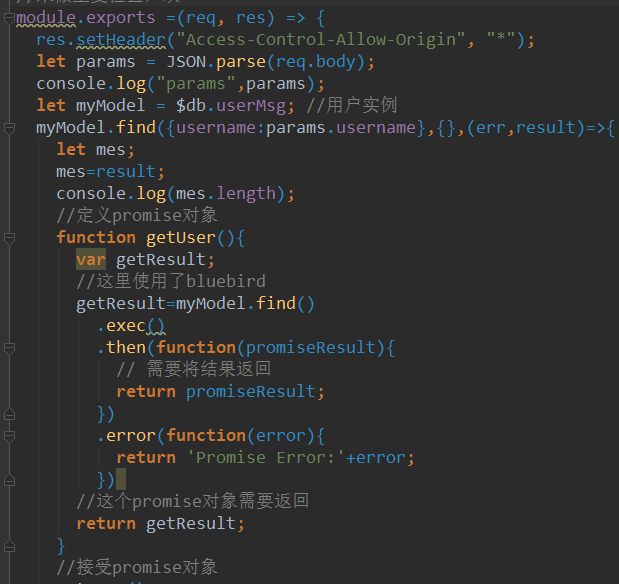 module.exports =(req, res) => {
res.setHeader("Access-Control-Allow-Origin", "*");
let params = JSON.parse(req.body);
console.log("params",params);
let myModel = $db.userMsg; //用户实例
myModel.find({username:params.username},{},(err,result)=>{
let mes;
mes=result;
console.log(mes.length);
//定义promise对象
function getUser(){
var getResult;
//这里使用了bluebird
getResult=myModel.find()
.exec()
.then(function(promiseResult){
// 需要将结果返回
return promiseResult;
})
.error(function(error){
return 'Promise Error:'+error;
})
//这个promise对象需要返回
return getResult;
}
//接受promise对象